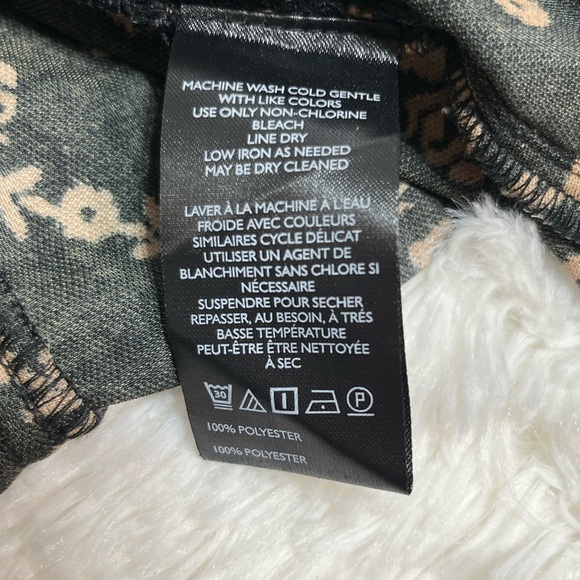 MACHINE WASH COLD GENTLE
WITH LIKE COLORS
USE ONLY NON-CHLORINE
BLEACH
LINE DRY
LOW IRON AS NEEDED
MAY BE DRY CLEANED
LAVER À LA MACHINE À L'EAU
FROIDE AVEC COULEURS
SIMILAIRES CYCLE DÉLICAT
UTILISER UN AGENT DE
BLANCHIMENT SANS CHLORE SI
NÉCESSAIRE
SUSPENDRE POUR SECHER
REPASSER, AU BESOIN, À TRÉS
BASSE TEMPÉRATURE
PEUT-ÊTRE ÊTRE NETTOYÉE
À SEC
30 P
100% POLYESTER
100% POLYESTER